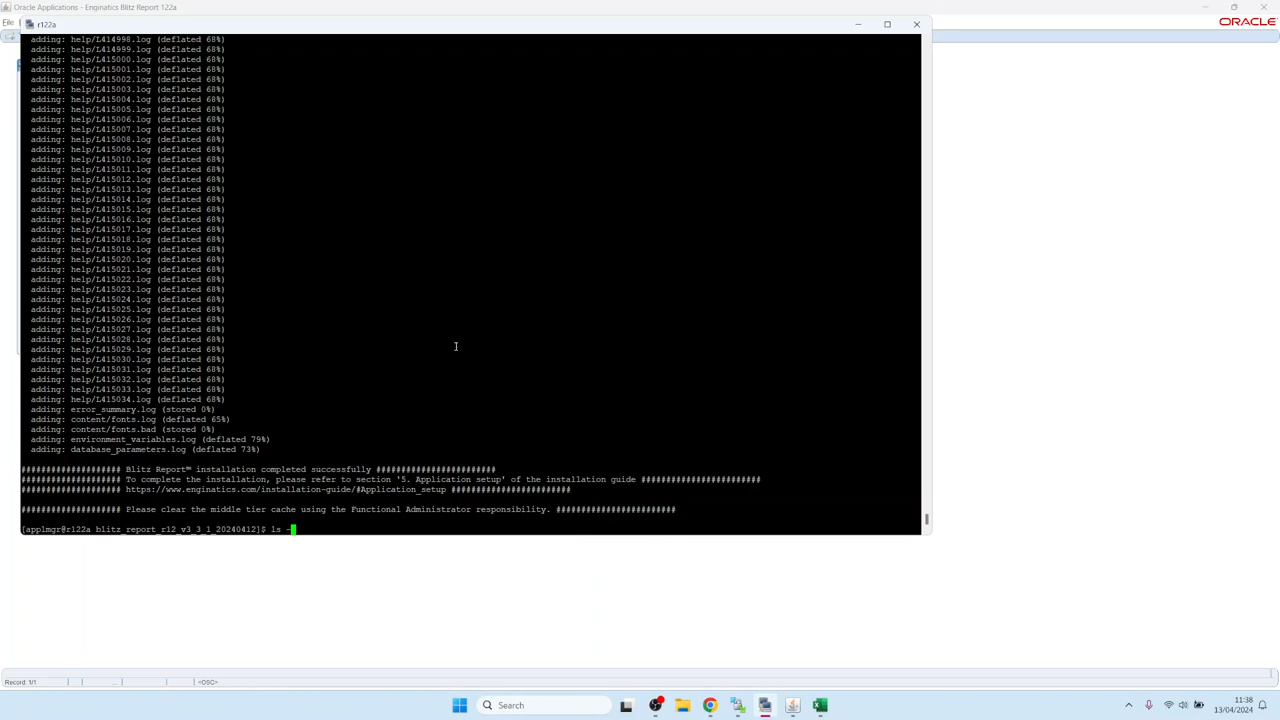 Oracle Applications - Enginatics Blitz Report 122a
File
ORACLE
r122a
adding: help/L414998.log (deflated 68%)
adding: help/L414999.log (deflated 68%)
adding: help/L415000.log (deflated 68%)
adding: help/L415001.log (deflated 68%)
adding: help/L415002.log (deflated 68%)
adding: help/L415003.log (deflated 68%)
adding: help/L415004.log (deflated 68%)
adding: help/L415005.log (deflated 68%)
adding: help/L415006.log (deflated 68%)
adding: help/L415007.log (deflated 68%)
adding: help/L415008.log (deflated 68%)
adding: help/L415009.log (deflated 68%)
adding: help/L415010.log (deflated 68%)
adding: help/L415011.log (deflated 68%)
adding: help/L415012.log (deflated 68%)
adding: help/L415013.log (deflated 68%)
adding: help/L415014.log (deflated 68%)
adding: help/L415015.log (deflated 68%)
adding: help/L415016.log (deflated 68%)
adding: help/L415017.log (deflated 68%)
adding: help/L415018.log (deflated 68%)
adding: help/L415019.log (deflated 68%)
adding: help/L415020.log (deflated 68%)
adding: help/L415021.log (deflated 68%)
adding: help/L415022.log (deflated 68%)
adding: help/L415023.log (deflated 68%)
adding: help/L415024.log (deflated 68%)
adding: help/L415025.log (deflated 68%)
adding: help/L415026.log (deflated 68%)
adding: help/L415027.log (deflated 68%)
adding: help/L415028.log (deflated 68%)
adding: help/L415029.log (deflated 68%)
adding: help/L415030.log (deflated 68%)
adding: help/L415031.log (deflated 68%)
adding: help/L415032.log (deflated 68%)
adding: help/L415033.log (deflated 68%)
adding: help/L415034.log (deflated 68%)
adding: error_summary.log (stored 0%)
adding: content/fonts.log (deflated 65%)
adding: content/fonts.bad (stored 0%)
adding: environment_variables.log (deflated 79%)
adding: database_parameters.log (deflated 73%)
#################### Blitz Report™ installation completed successfully ########################
#################### To complete the installation, please refer to section '5. Application setup' of the installation guide ########################
#################### https://www.enginatics.com/installation-guide/#Application_setup ########################
#################### Please clear the middle tier cache using the Functional Administrator responsibility. ########################
[applmgr@r122a blitz_report_r12_v3_3_1_20240412]$ ls -
Record: 1/1
...
<OSC>
Search
11:38
13/04/2024